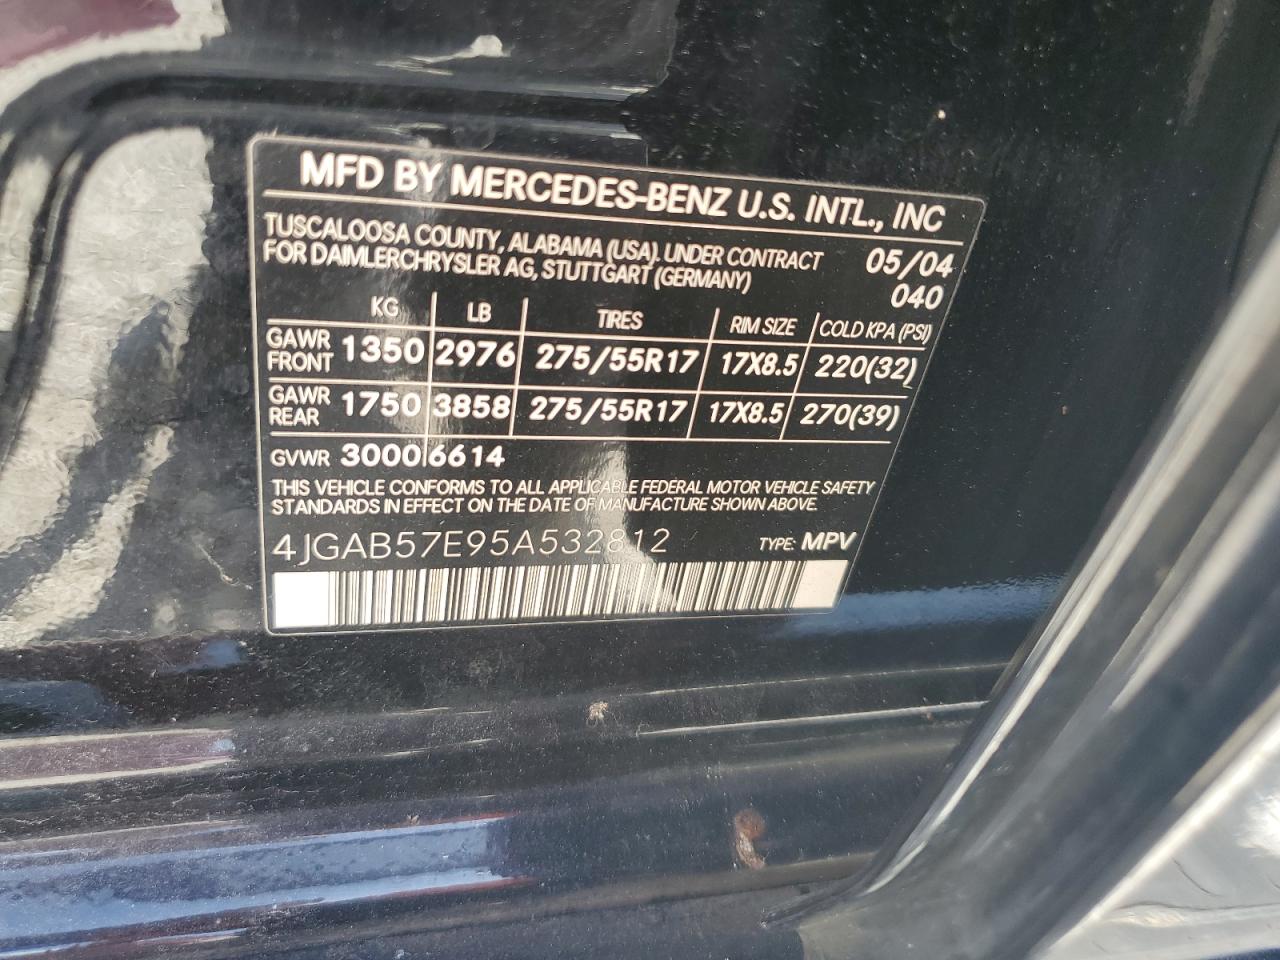 MFD BY MERCEDES-BENZ U.S. INTL., INC
TUSCALOOSA COUNTY, ALABAMA (USA). UNDER CONTRACT 05/04
FOR DAIMLERCHRYSLER AG, STUTTGART (GERMANY) 040
KG LB TIRES RIM SIZE COLD KPA (PSI)
GAWR FRONT 1350 2976 275/55R17 17X8.5 220(32)
GAWR REAR 1750 3858 275/55R17 17X8.5 270(39)
GVWR 3000 6614
THIS VEHICLE CONFORMS TO ALL APPLICABLE FEDERAL MOTOR VEHICLE SAFETY
STANDARDS IN EFFECT ON THE DATE OF MANUFACTURE SHOWN ABOVE.
4JGAB57E95A532812 TYPE: MPV